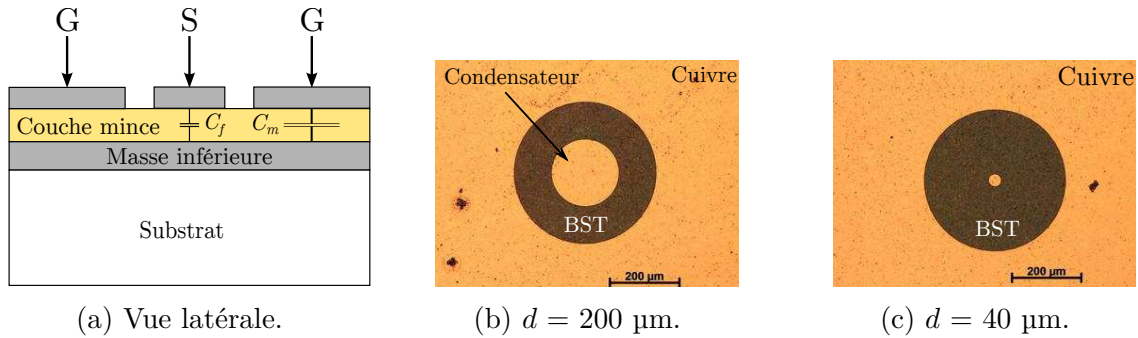 G S G
Couche mince C_f C_m
Masse inférieure
Substrat
(a) Vue latérale.
Condensateur Cuivre
BST
200 µm
(b) d = 200 µm.
Cuivre
BST
200 µm
(c) d = 40 µm.